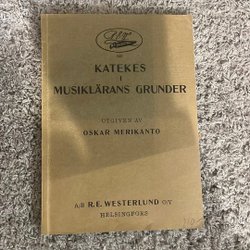 KATEKES
I
MUSIKLÄRANS GRUNDER
UTGIVEN AV
OSKAR MERIKANTO
A/B R.E. WESTERLUND O/Y
HELSINGFORS